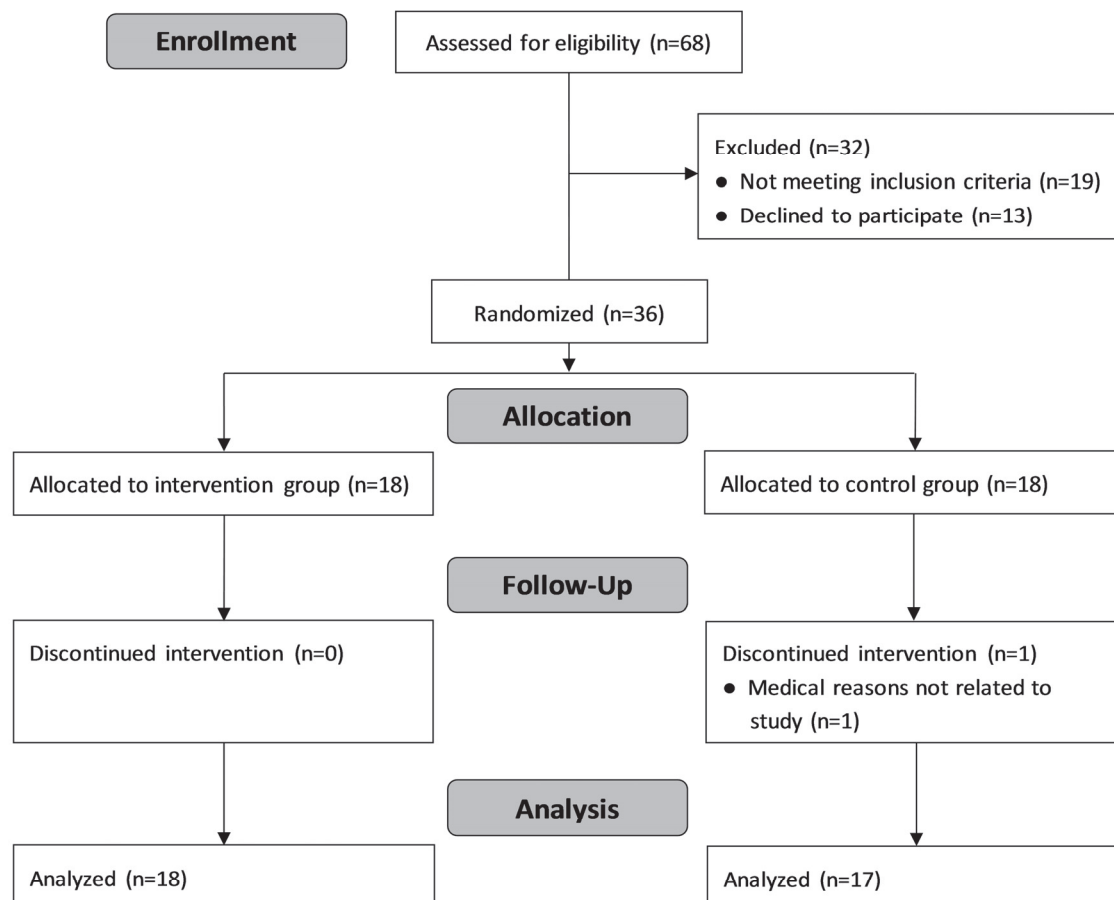 Enrollment
Assessed for eligibility (n=68)
Excluded (n=32)
● Not meeting inclusion criteria (n=19)
● Declined to participate (n=13)
Randomized (n=36)
Allocation
Allocated to intervention group (n=18)
Allocated to control group (n=18)
Follow-Up
Discontinued intervention (n=0)
Discontinued intervention (n=1)
● Medical reasons not related to
study (n=1)
Analysis
Analyzed (n=18)
Analyzed (n=17)